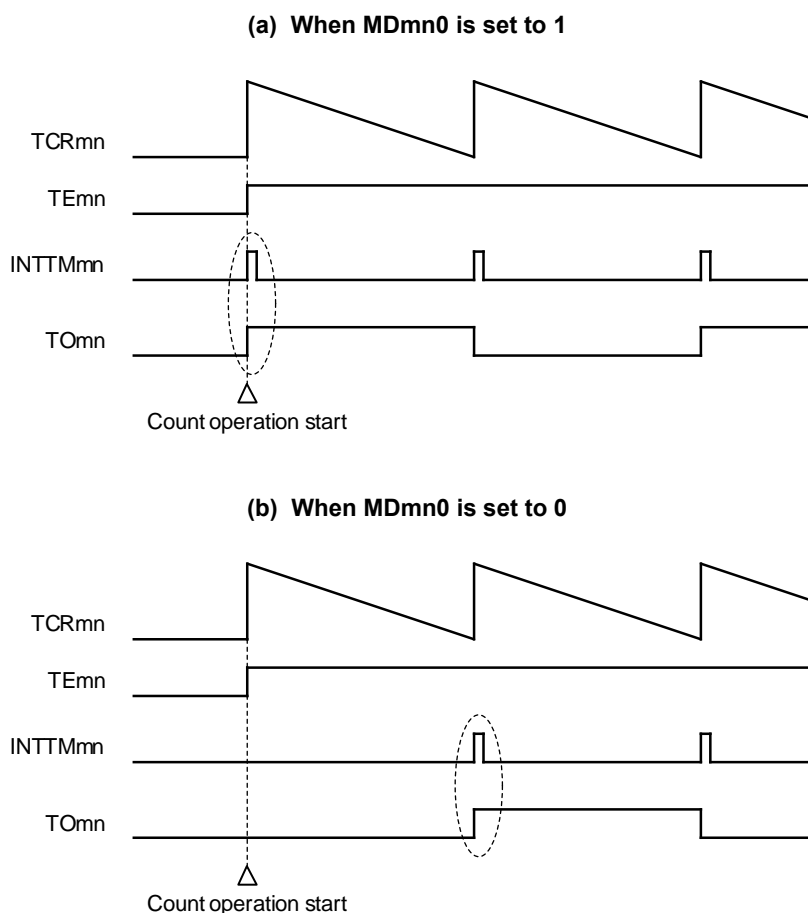 (a) When MDmn0 is set to 1
TCRmn
TEmn
INTTMmn
TOmn
Count operation start
(b) When MDmn0 is set to 0
TCRmn
TEmn
INTTMmn
TOmn
Count operation start